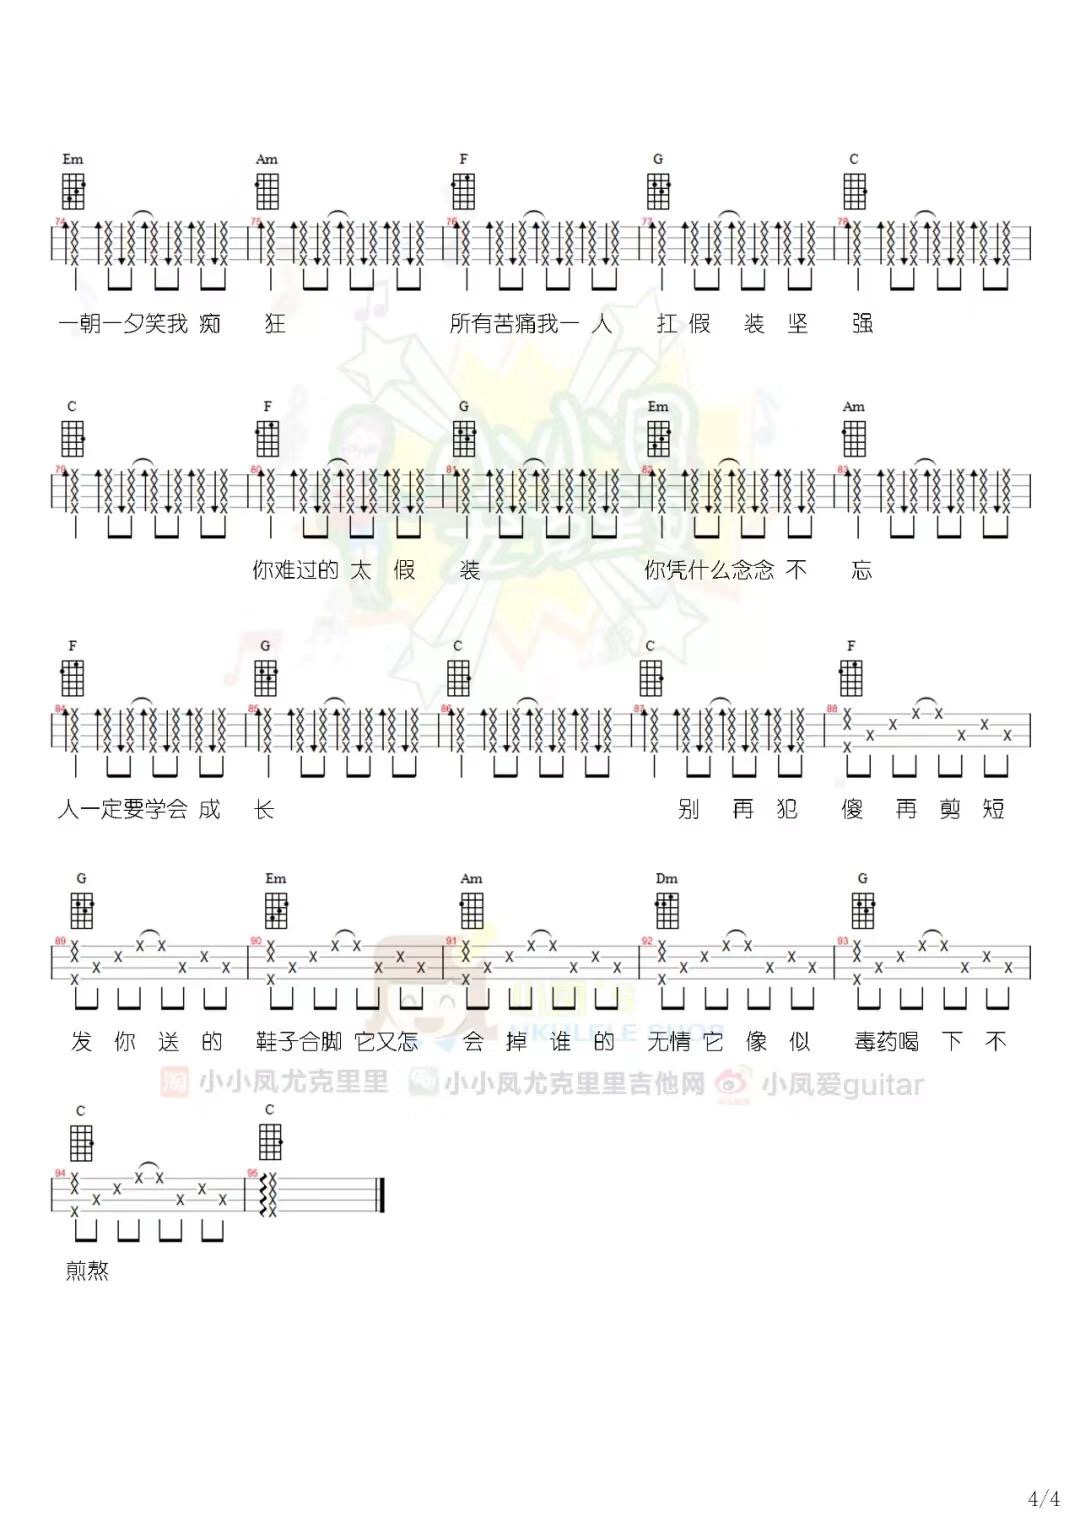 Em Am F G C
74 75 76 77 78
一朝一夕笑我 痴 狂 所有苦痛我一 人 扛 假 装 坚 强
C F G Em Am
79 80 81 82 83
你难过的 太 假 装 你凭什么念念 不 忘
F G C C F
84 85 86 87 88
人一定要学会 成 长 别 再 犯 傻 再 剪 短
G Em Am Dm G
89 90 91 92 93
发 你 送 的 鞋子合脚 它又怎 会 掉 谁 的 无情它 像 似 毒药喝 下 不
小凤's
UKULELE SHOP
淘 小小凤尤克里里 小小凤尤克里里吉他网 小凤爱guitar
C C
94 95
煎熬
4/4